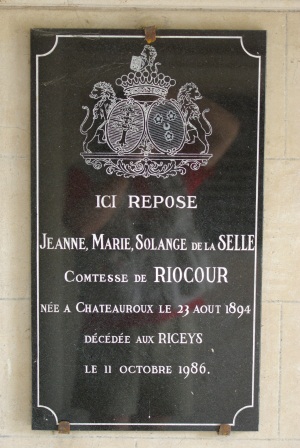 ICI REPOSE
JEANNE, MARIE, SOLANGE DE LA SELLE
COMTESSE DE RIOCOUR
NÉE A CHATEAUROUX LE 23 AOUT 1894
DÉCÉDÉE AUX RICEYS
LE 11 OCTOBRE 1986.